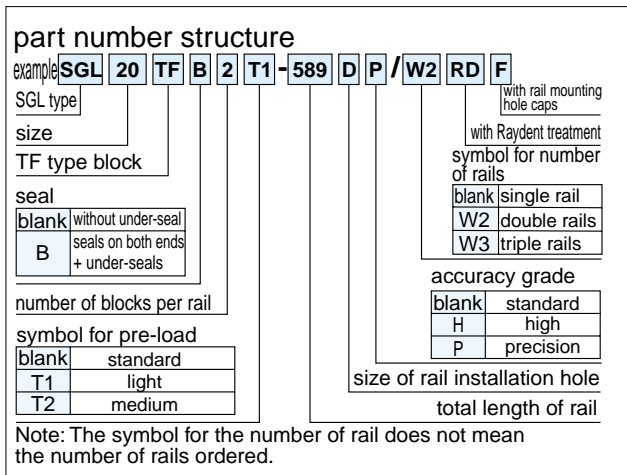 part number structure
example SGL 20 TF B 2 T1 - 589 D P / W2 RD F
SGL type
with rail mounting
hole caps
size
with Raydent treatment
TF type block
symbol for number
of rails
blank single rail
W2 double rails
W3 triple rails
seal
blank without under-seal
B seals on both ends
+ under-seals
accuracy grade
blank standard
H high
P precision
number of blocks per rail
symbol for pre-load
blank standard
T1 light
T2 medium
size of rail installation hole
total length of rail
Note: The symbol for the number of rail does not mean
the number of rails ordered.